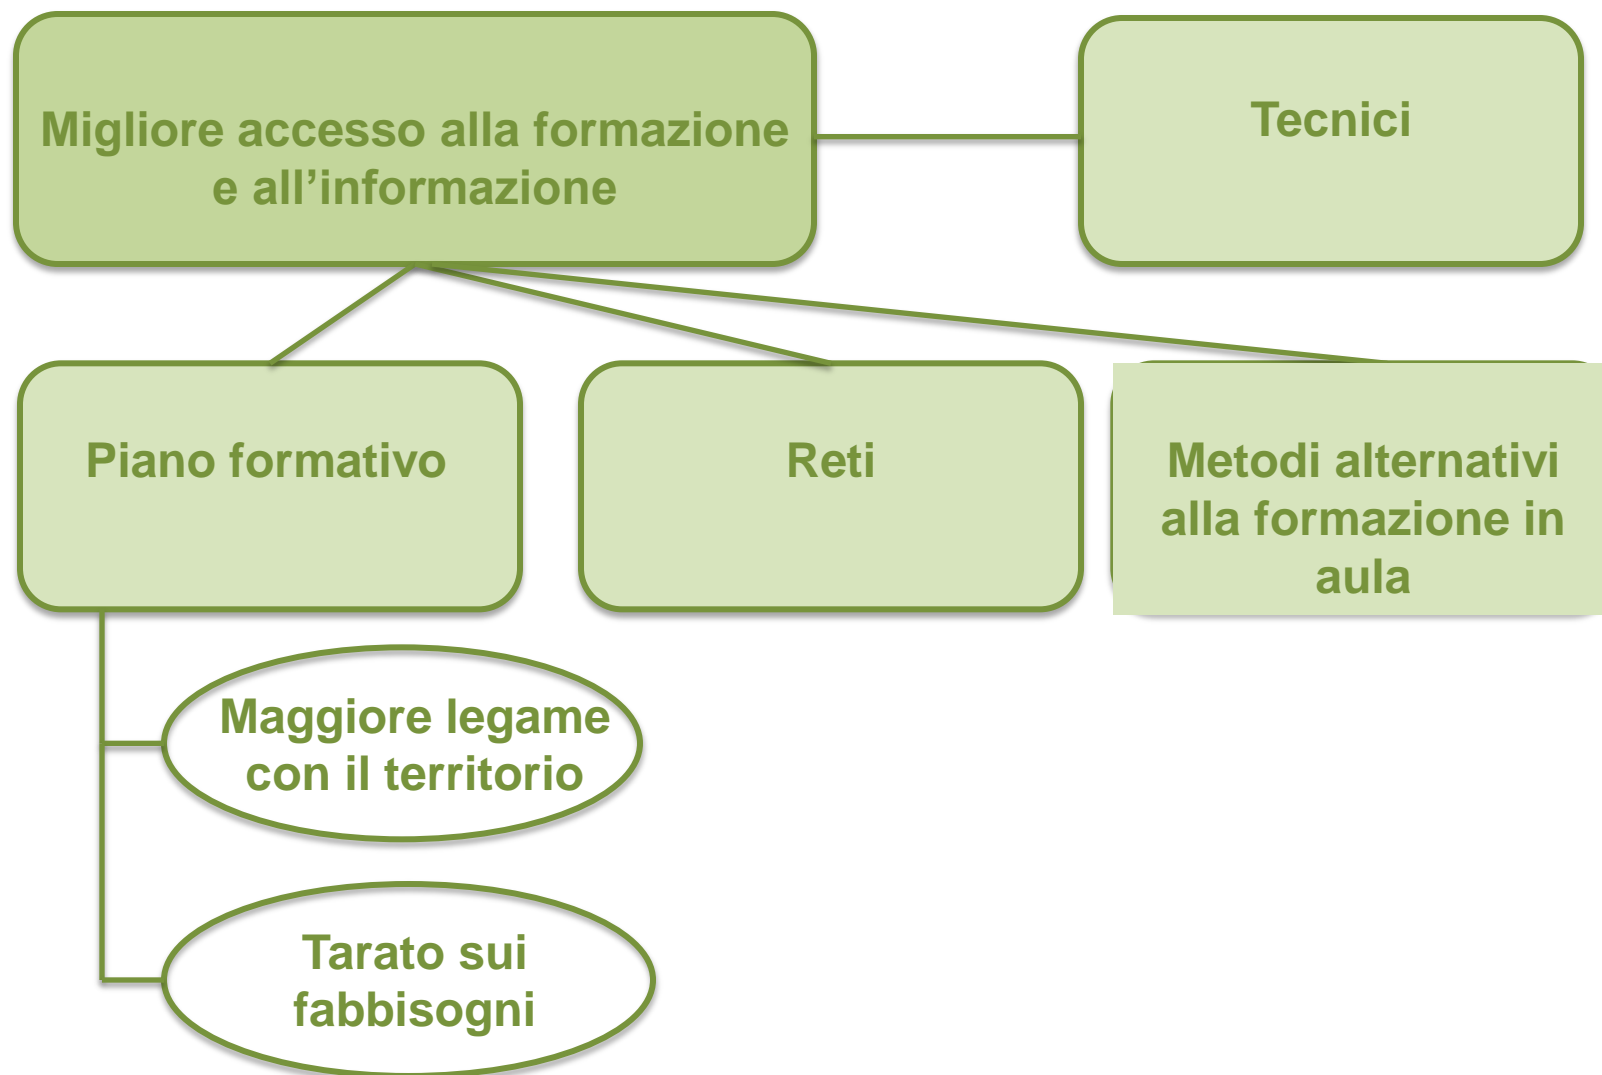 Migliore accesso alla formazione
e all’informazione
Tecnici
Piano formativo
Reti
Metodi alternativi
alla formazione in
aula
Maggiore legame
con il territorio
Tarato sui
fabbisogni